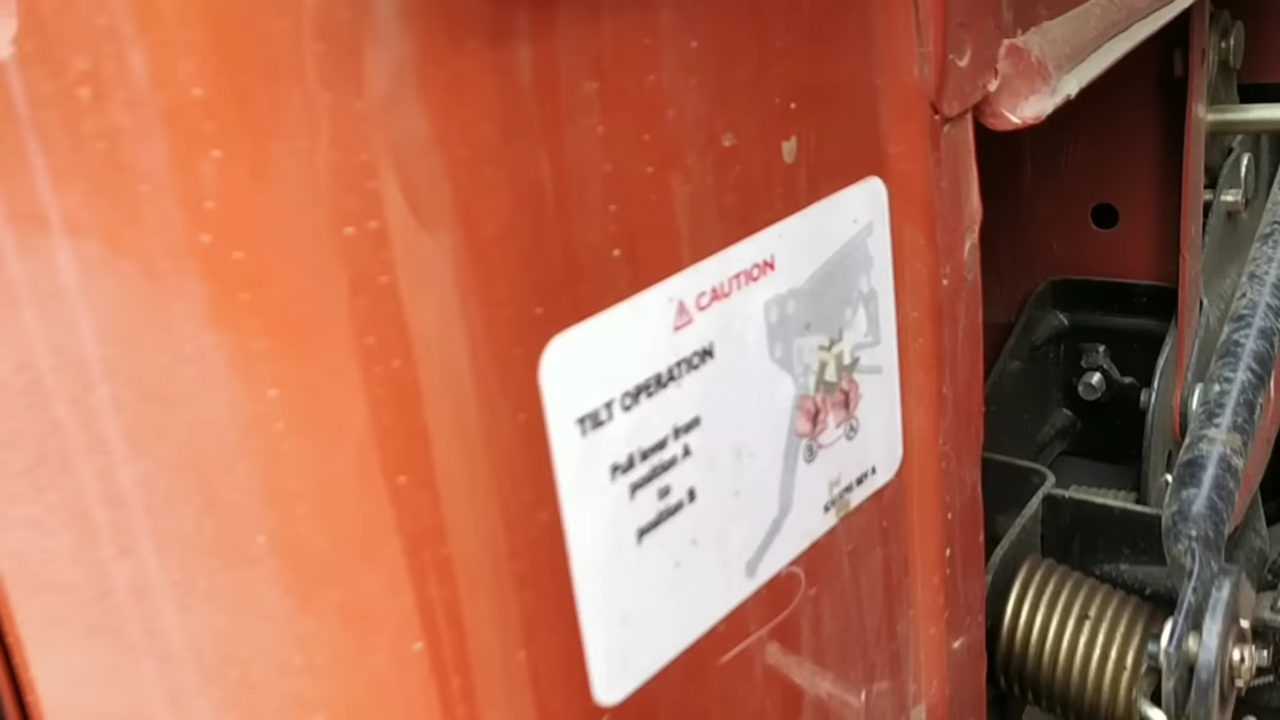 CAUTION
TILT OPERATION
Pull lever from
position A
to
position B
A
B